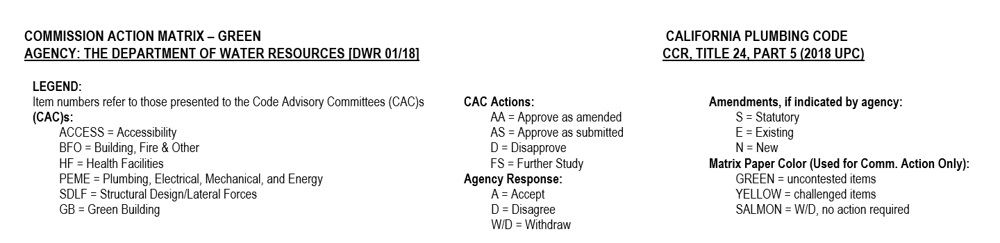 COMMISSION ACTION MATRIX – GREEN
AGENCY: THE DEPARTMENT OF WATER RESOURCES [DWR 01/18]
CALIFORNIA PLUMBING CODE
CCR, TITLE 24, PART 5 (2018 UPC)
LEGEND:
Item numbers refer to those presented to the Code Advisory Committees (CAC)s
(CAC)s:
ACCESS = Accessibility
BFO = Building, Fire & Other
HF = Health Facilities
PEME = Plumbing, Electrical, Mechanical, and Energy
SDLF = Structural Design/Lateral Forces
GB = Green Building
CAC Actions:
AA = Approve as amended
AS = Approve as submitted
D = Disapprove
FS = Further Study
Agency Response:
A = Accept
D = Disagree
W/D = Withdraw
Amendments, if indicated by agency:
S = Statutory
E = Existing
N = New
Matrix Paper Color (Used for Comm. Action Only):
GREEN = uncontested items
YELLOW = challenged items
SALMON = W/D, no action required